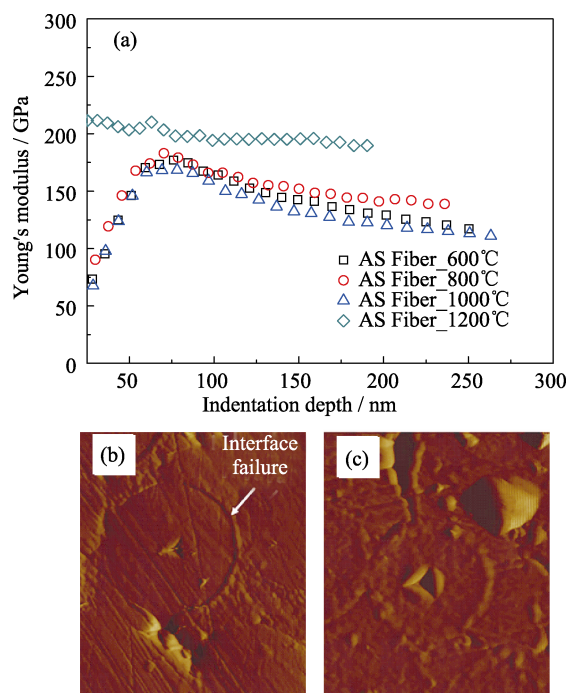 (a)
300
250
200
150
100
50
0
Young's modulus / GPa
AS Fiber_600℃
AS Fiber_800℃
AS Fiber_1000℃
AS Fiber_1200℃
50 100 150 200 250 300
Indentation depth / nm
(b)
Interface
failure
(c)